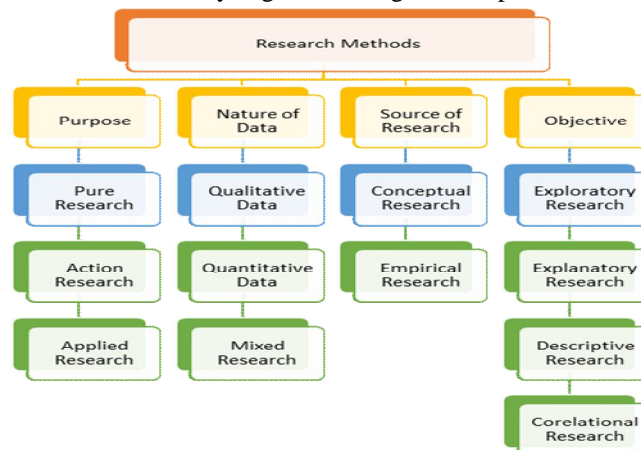 Research Methods
Purpose
Pure
Research
Action
Research
Applied
Research
Nature of
Data
Qualitative
Data
Quantitative
Data
Mixed
Research
Source of
Research
Conceptual
Research
Empirical
Research
Objective
Exploratory
Research
Explanatory
Research
Descriptive
Research
Corelational
Research